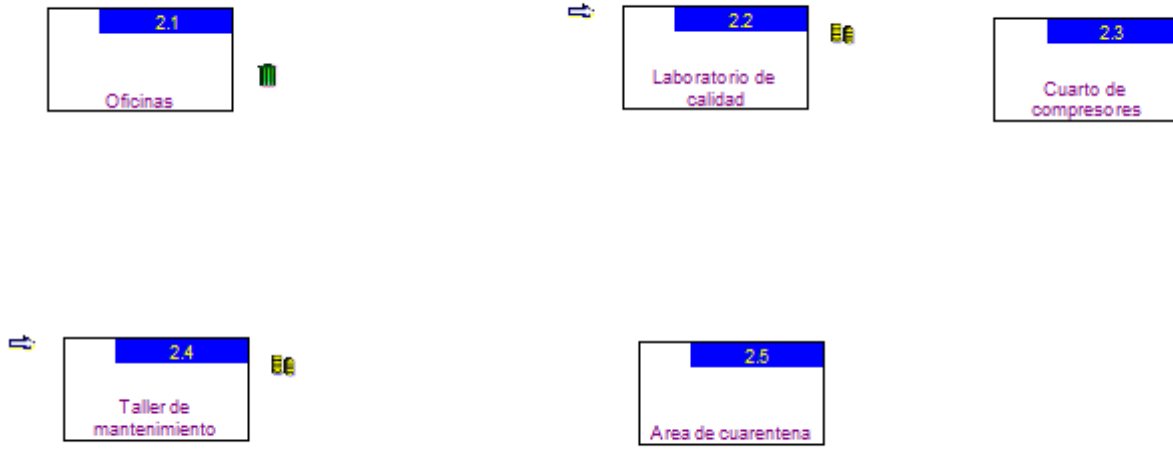 2.1
Oficinas
2.2
Laboratorio de
calidad
2.3
Cuarto de
compresores
2.4
Taller de
mantenimiento
2.5
Area de cuarentena